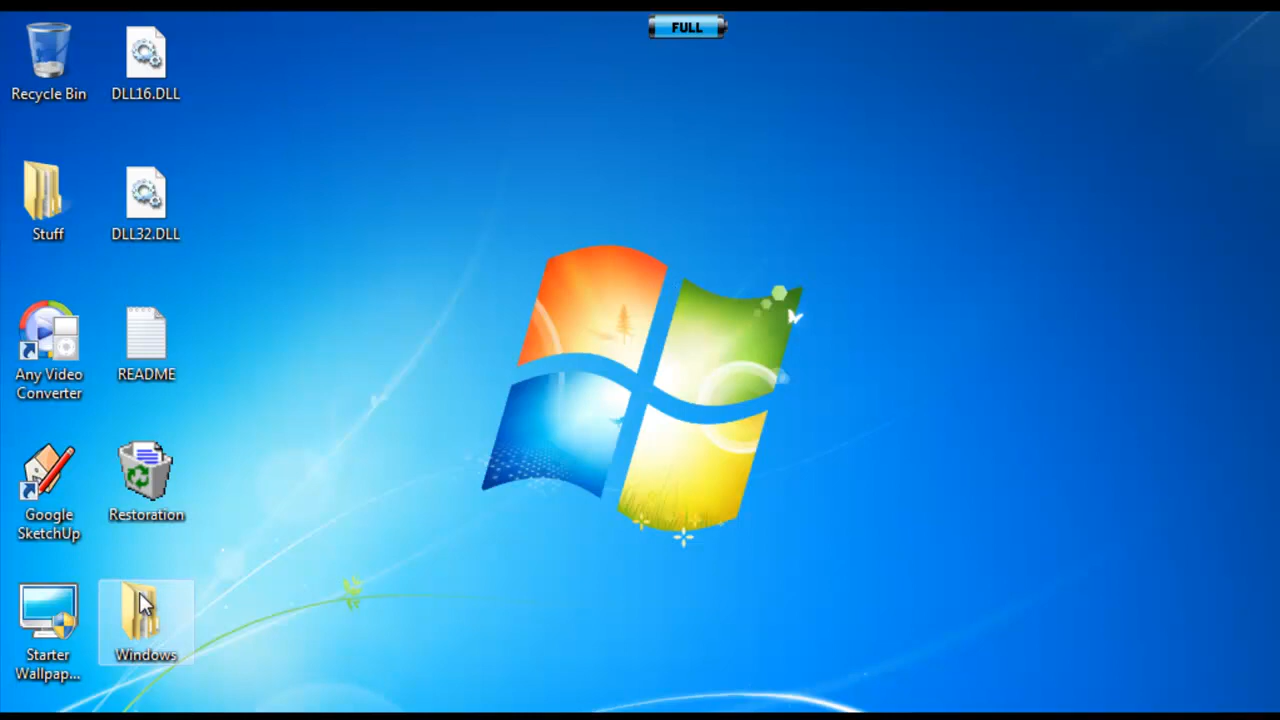 FULL
Recycle Bin
DLL16.DLL
Stuff
DLL32.DLL
Any Video
Converter
README
Google
SketchUp
Restoration
Starter
Wallpap...
Windows